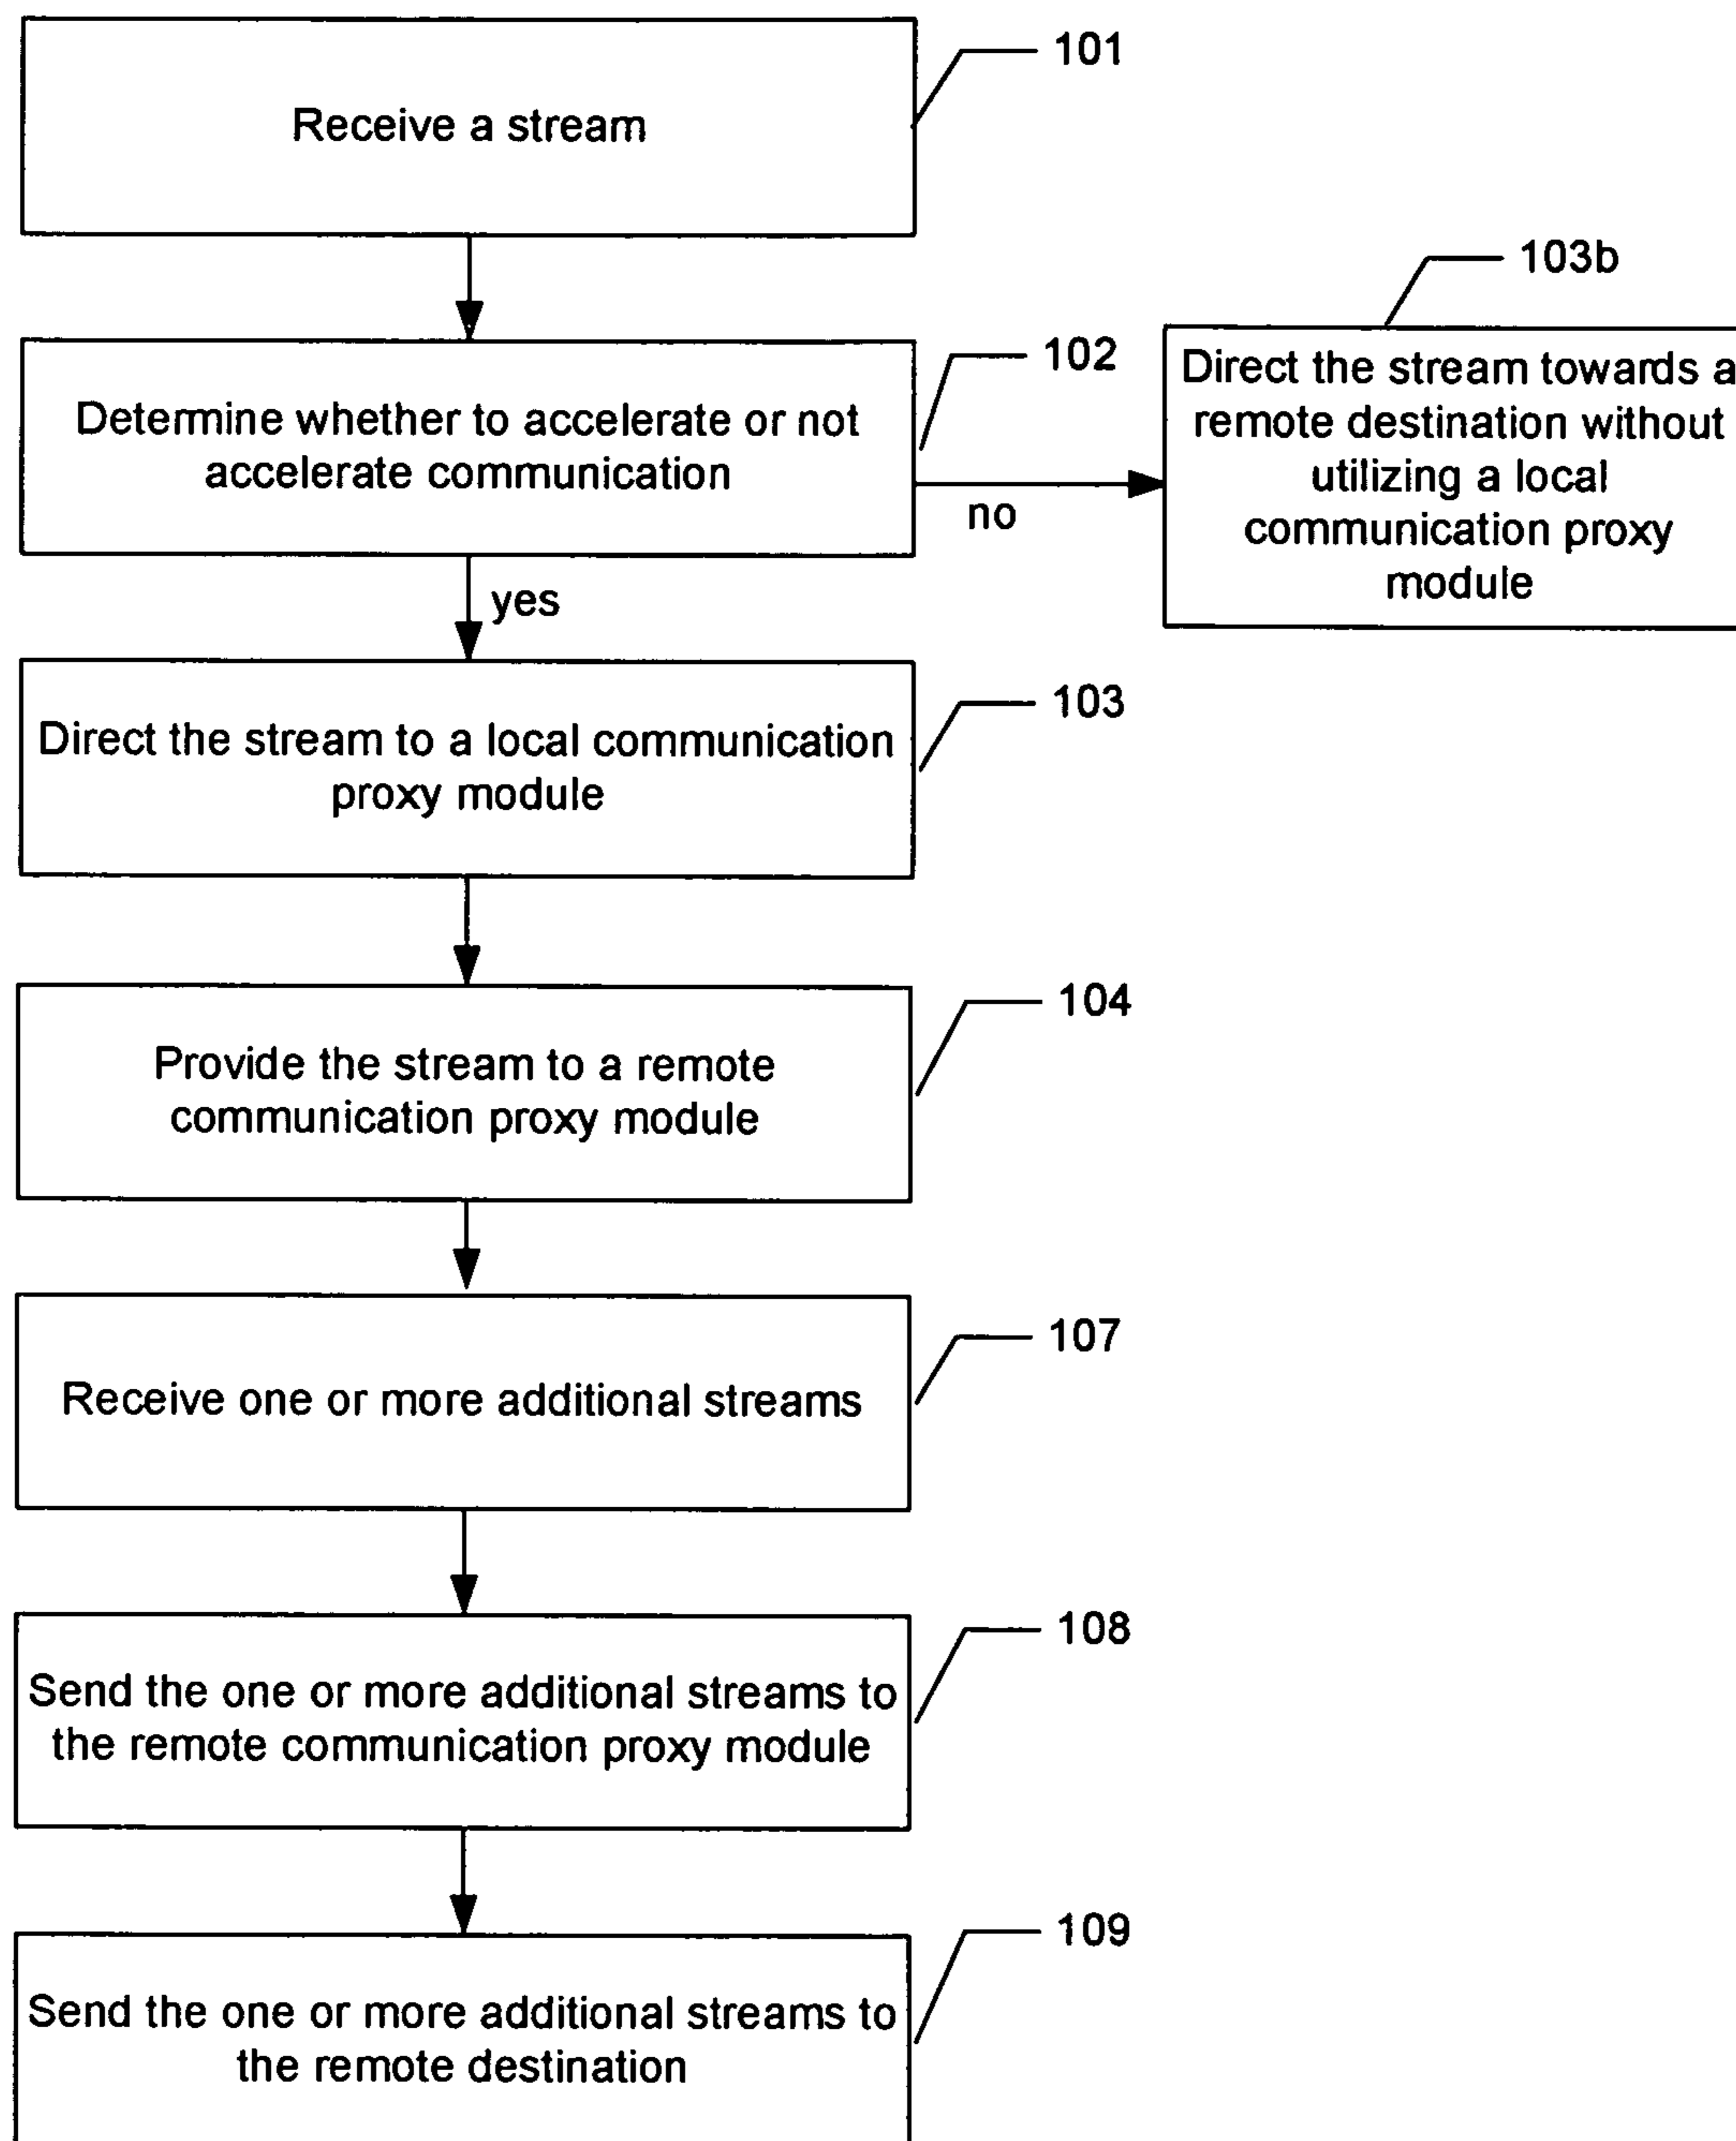 101
Receive a stream
103b
102
Direct the stream towards a
remote destination without
utilizing a local
communication proxy
module
Determine whether to accelerate or not
accelerate communication
no
yes
103
Direct the stream to a local communication
proxy module
104
Provide the stream to a remote
communication proxy module
107
Receive one or more additional streams
108
Send the one or more additional streams to
the remote communication proxy module
109
Send the one or more additional streams to
the remote destination